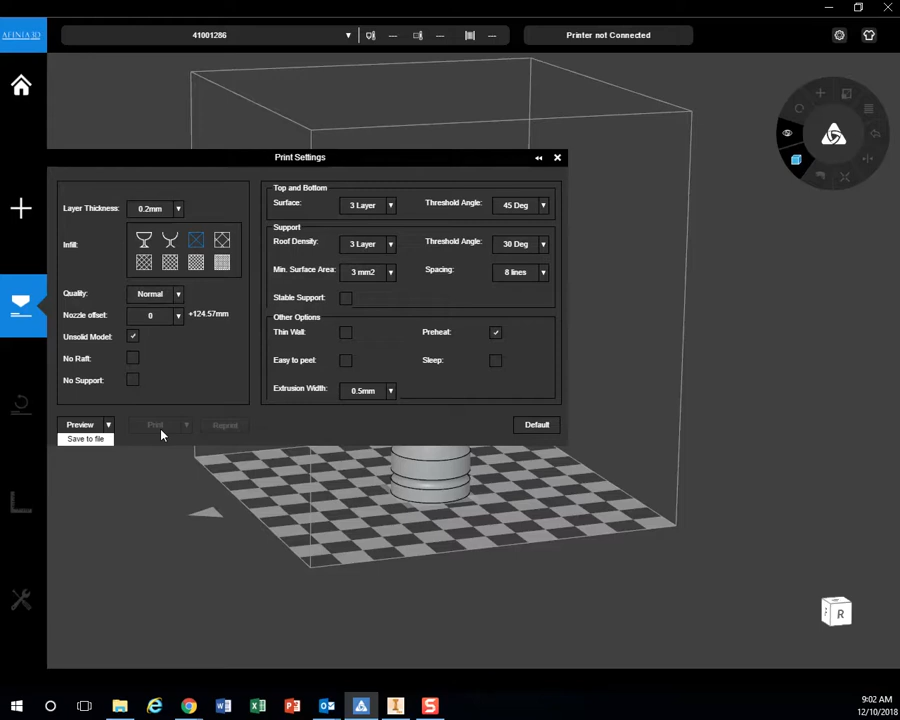 AFINIA3D
41001286
---
---
---
Printer not Connected
Print Settings
Layer Thickness:
0.2mm
Infill:
Quality:
Normal
Nozzle offset:
0
+124.57mm
Unsolid Model:
No Raft:
No Support:
Top and Bottom
Surface:
3 Layer
Threshold Angle:
45 Deg
Support
Roof Density:
3 Layer
Threshold Angle:
30 Deg
Min. Surface Area:
3 mm2
Spacing:
8 lines
Stable Support:
Other Options
Thin Wall:
Preheat:
Easy to peel:
Sleep:
Extrusion Width:
0.5mm
Preview
Print
Reprint
Default
Save to file
R
9:02 AM
12/10/2018